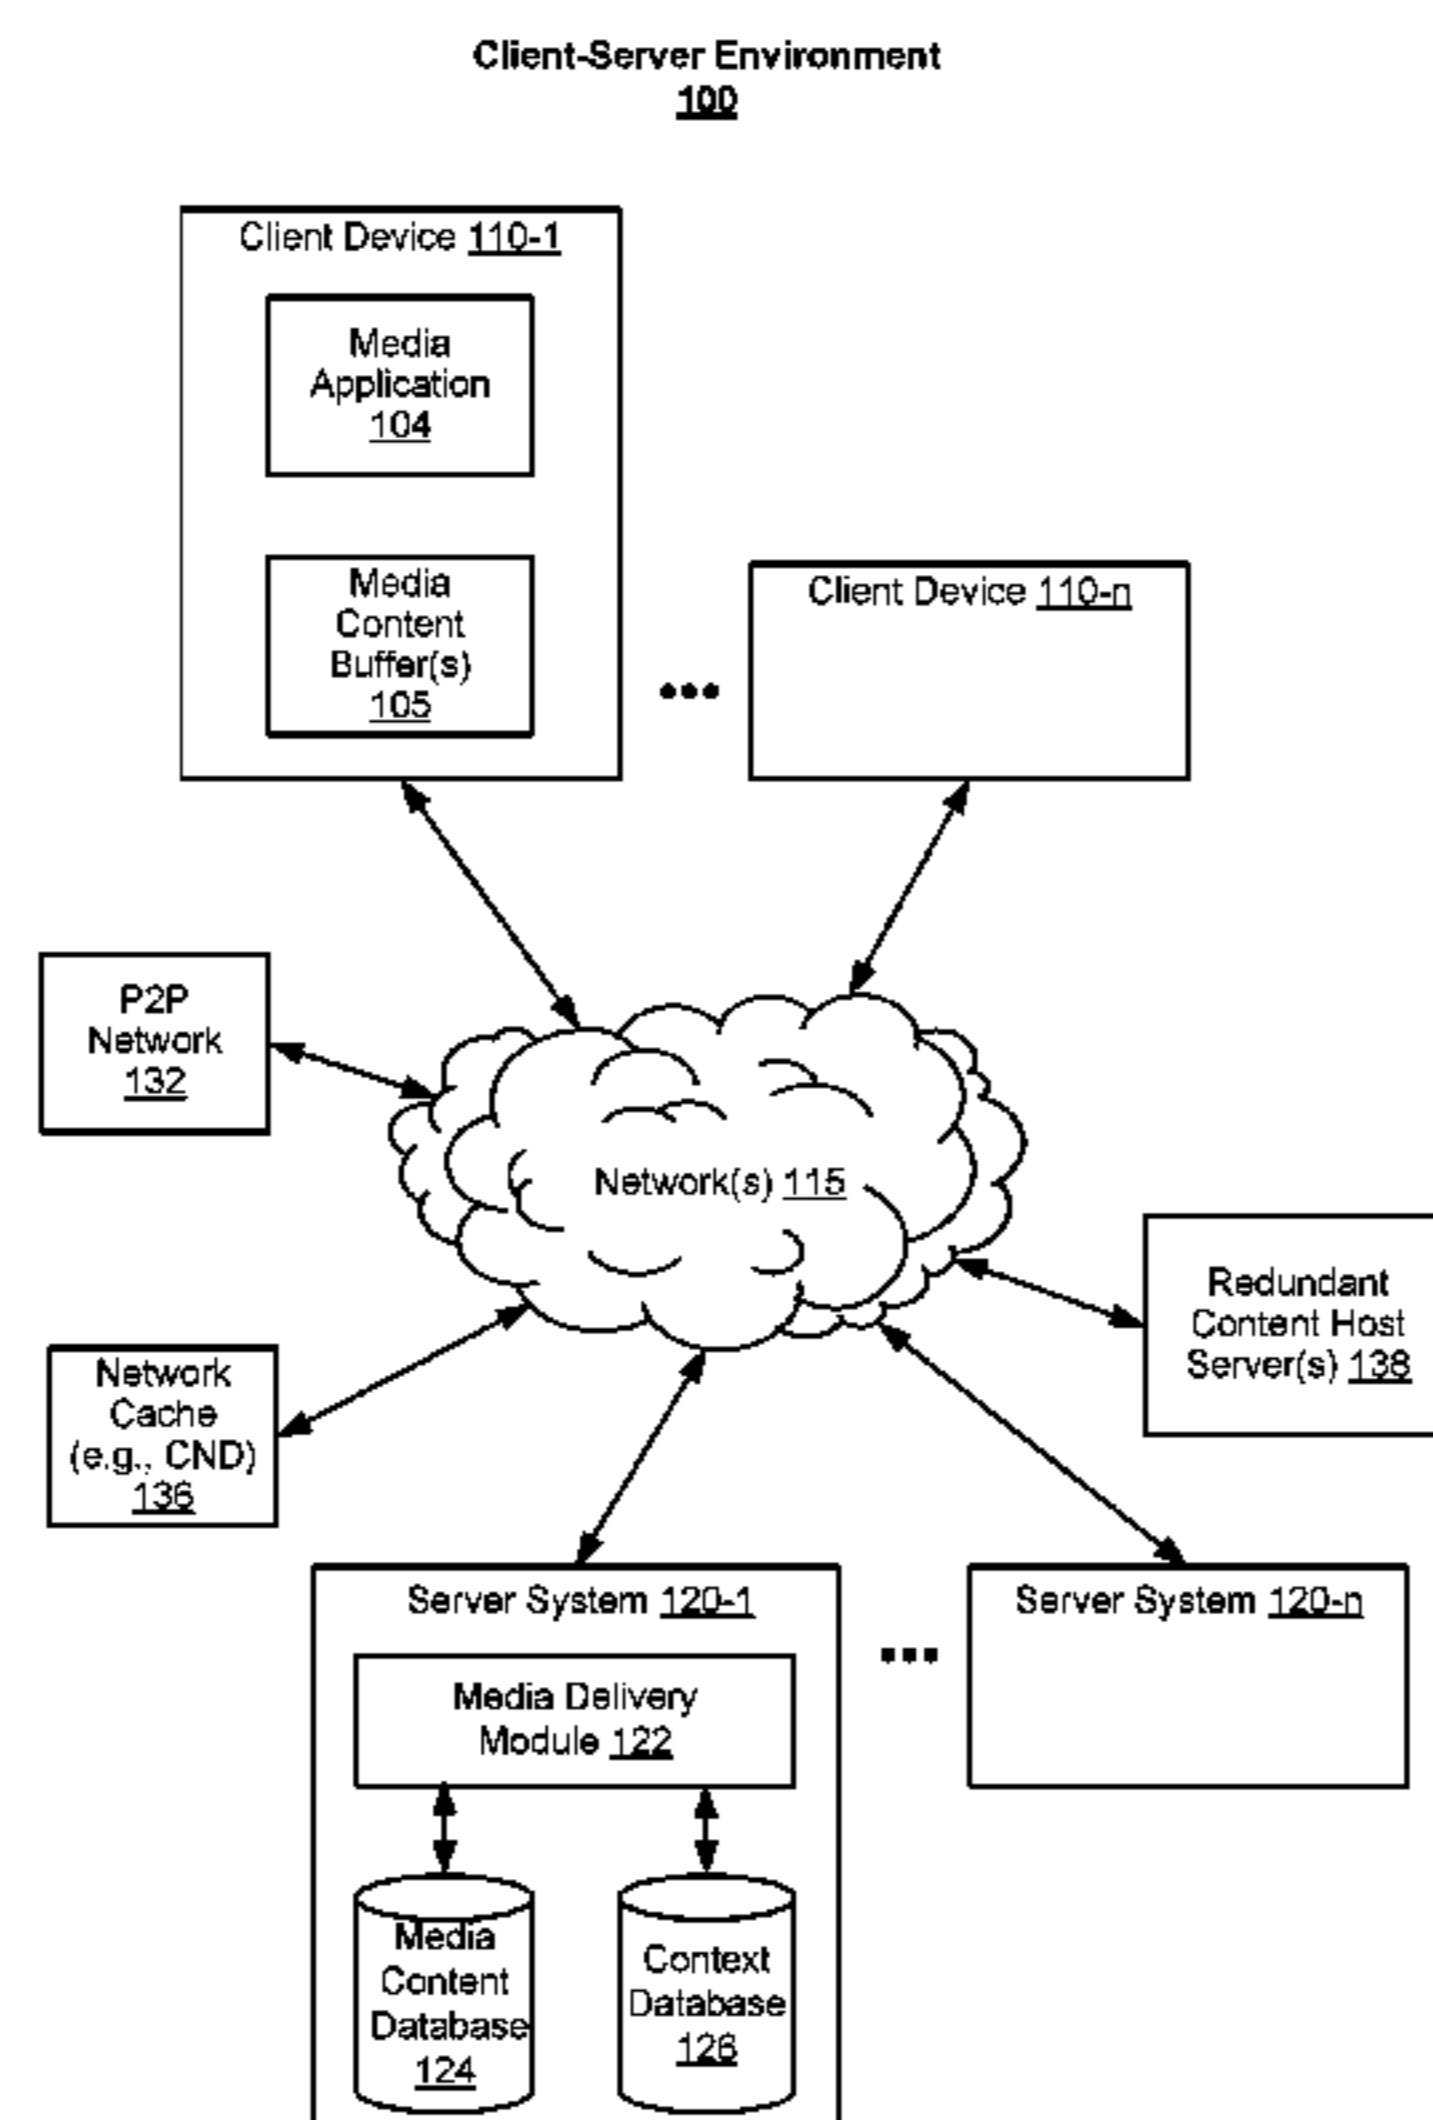 Client-Server Environment
100
Client Device 110-1
Media
Application
104
Media
Content
Buffer(s)
105
Client Device 110-n
P2P
Network
132
Network(s) 115
Redundant
Content Host
Server(s) 138
Network
Cache
(e.g., CND)
136
Server System 120-1
Media Delivery
Module 122
Media
Content
Database
124
Context
Database
126
Server System 120-n